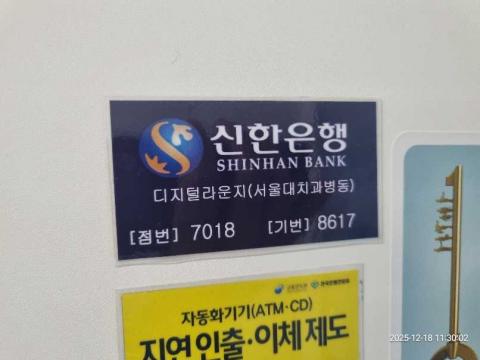 신한은행
SHINHAN BANK
디지털라운지(서울대치과병동)
[점번] 7018 [기번] 8617
자동화기기(ATM·CD)
지연인출·이체제도
2025-12-18 11:30:02